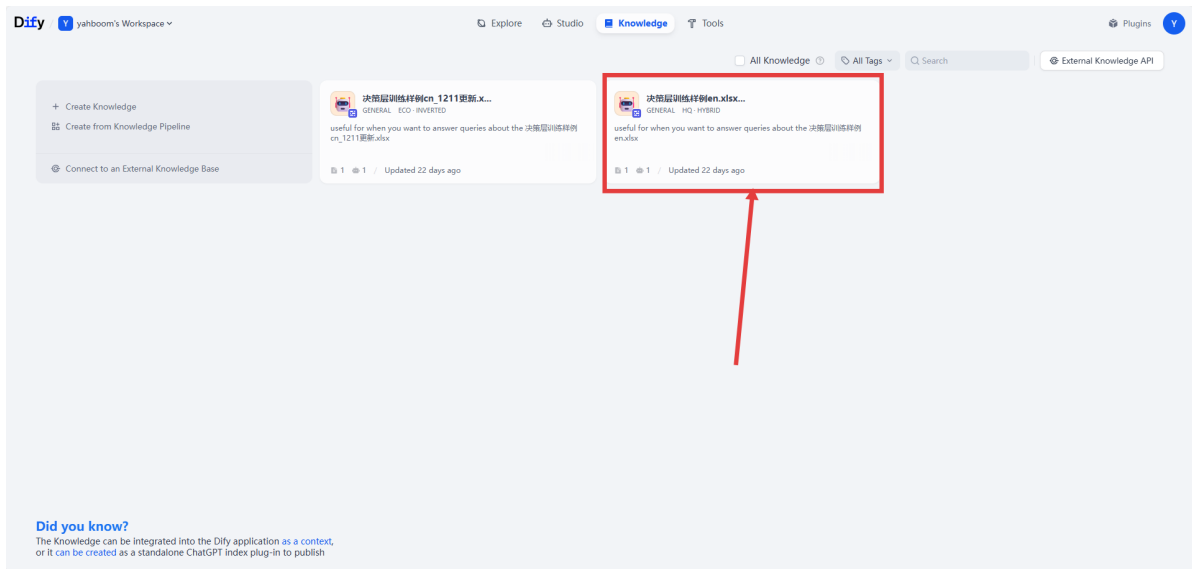 Dify
Y yahboom's Workspace
Explore
Studio
Knowledge
Tools
Plugins
Y
All Knowledge
All Tags
Search
External Knowledge API
+ Create Knowledge
Create from Knowledge Pipeline
Connect to an External Knowledge Base
决策层训练样例cn_1211更新.x...
GENERAL ECO · INVERTED
useful for when you want to answer queries about the 决策层训练样例
cn_1211更新.xlsx
1 1 / Updated 22 days ago
决策层训练样例en.xlsx...
GENERAL HQ · HYBRID
useful for when you want to answer queries about the 决策层训练样例
en.xlsx
1 1 / Updated 22 days ago
Did you know?
The Knowledge can be integrated into the Dify application as a context,
or it can be created as a standalone ChatGPT index plug-in to publish